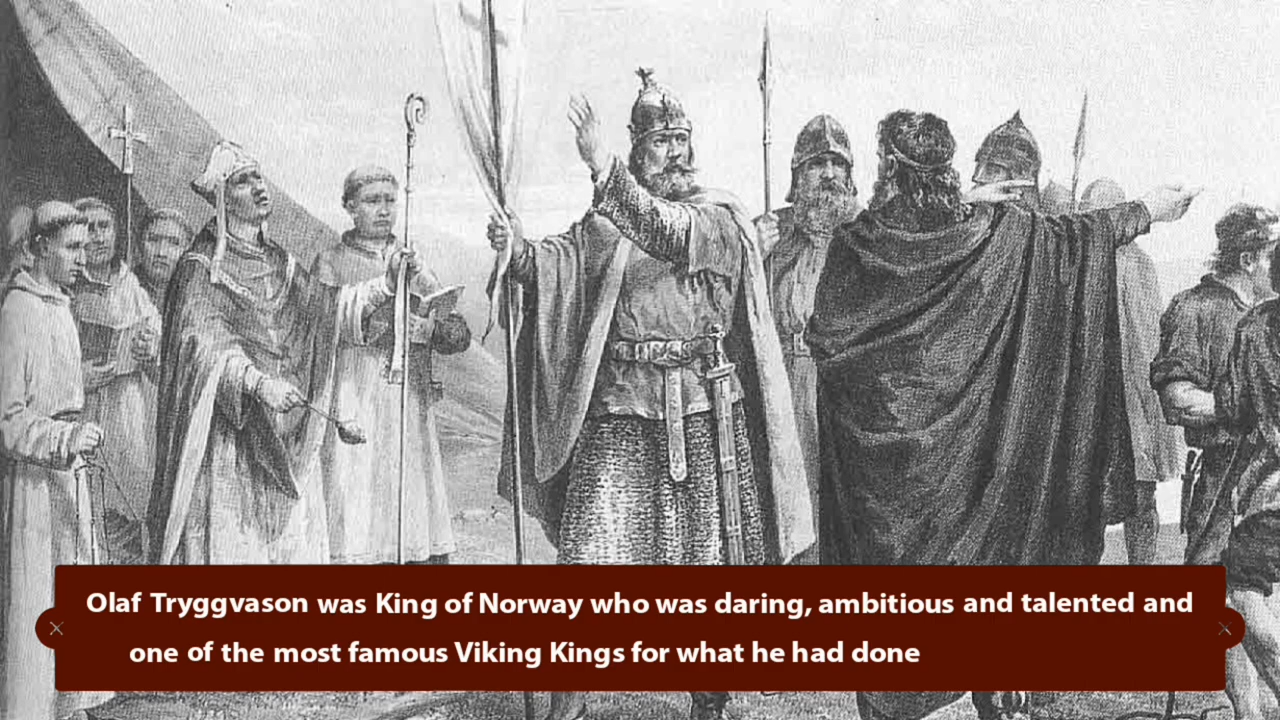 Olaf Tryggvason was King of Norway who was daring, ambitious and talented and
one of the most famous Viking Kings for what he had done